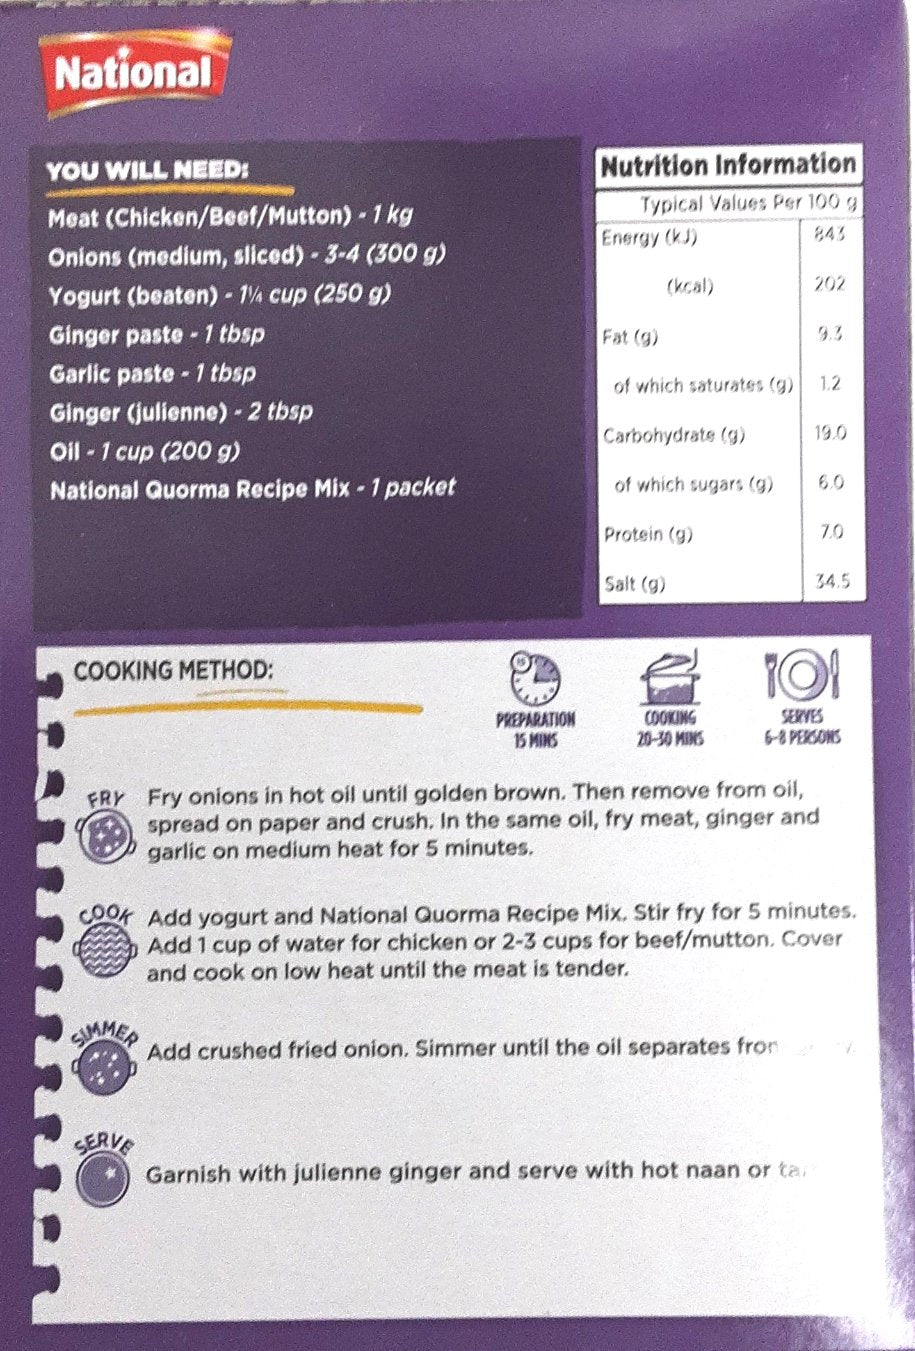 National
YOU WILL NEED:
Meat (Chicken/Beef/Mutton) - 1 kg
Onions (medium, sliced) - 3-4 (300 g)
Yogurt (beaten) - 1¼ cup (250 g)
Ginger paste - 1 tbsp
Garlic paste - 1 tbsp
Ginger (julienne) - 2 tbsp
Oil - 1 cup (200 g)
National Quorma Recipe Mix - 1 packet
Nutrition Information
Typical Values Per 100 g
Energy (kJ) 843
(kcal) 202
Fat (g) 9.3
of which saturates (g) 1.2
Carbohydrate (g) 19.0
of which sugars (g) 6.0
Protein (g) 7.0
Salt (g) 34.5
COOKING METHOD:
PREPARATION
15 MINS
COOKING
20-30 MINS
SERVES
6-8 PERSONS
FRY
Fry onions in hot oil until golden brown. Then remove from oil,
spread on paper and crush. In the same oil, fry meat, ginger and
garlic on medium heat for 5 minutes.
COOK
Add yogurt and National Quorma Recipe Mix. Stir fry for 5 minutes.
Add 1 cup of water for chicken or 2-3 cups for beef/mutton. Cover
and cook on low heat until the meat is tender.
SIMMER
Add crushed fried onion. Simmer until the oil separates from
SERVE
Garnish with julienne ginger and serve with hot naan or